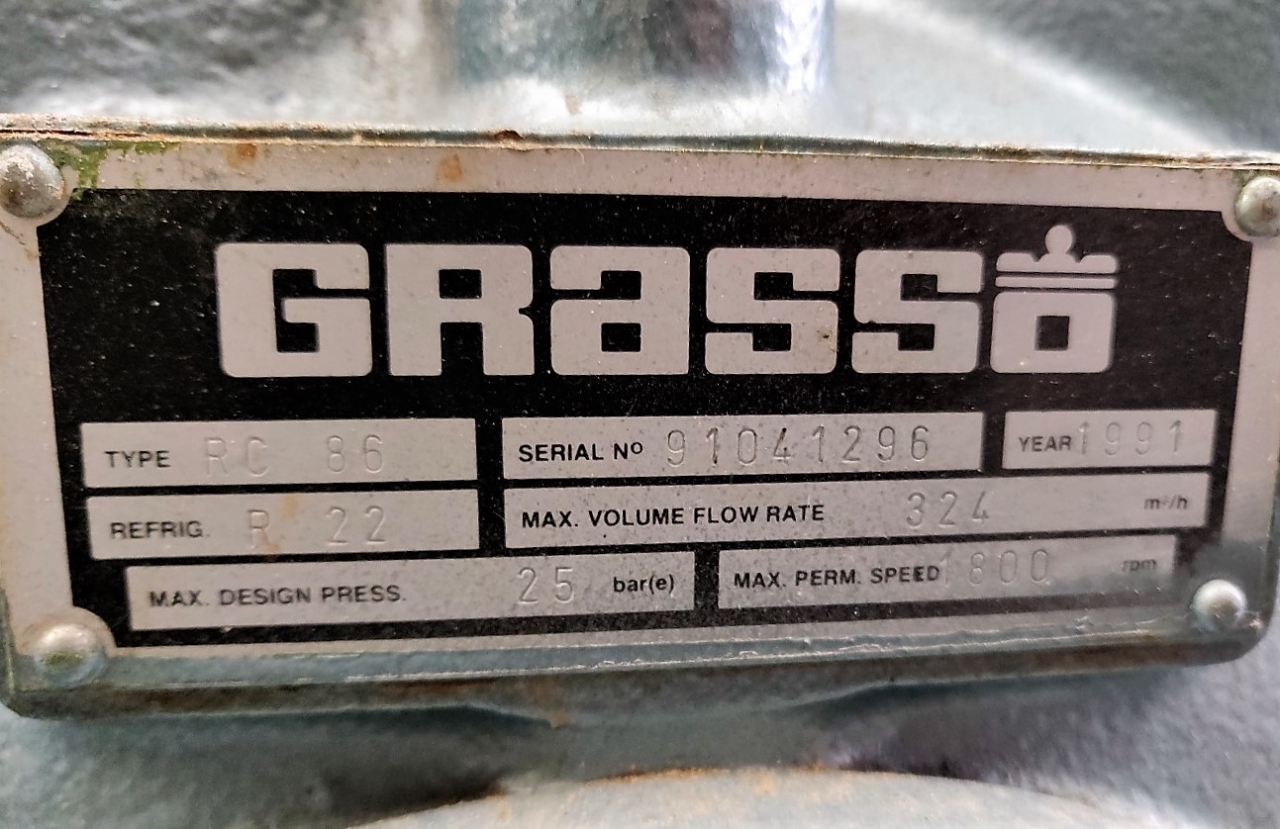 GRasso
TYPE RC 86 SERIAL Nº 91041296 YEAR 1991
REFRIG. R 22 MAX. VOLUME FLOW RATE 324 m³/h
MAX. DESIGN PRESS. 25 bar(e) MAX. PERM. SPEED 1800 rpm